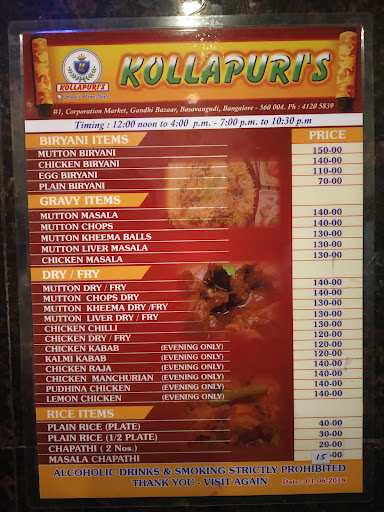 KOLLAPURI'S
KOLLAPURI'S
#1, Corporation Market, Gandhi Bazaar, Basavangudi, Bangalore - 560 004. Ph : 4120 5839
Timing : 12:00 noon to 4:00 p.m. - 7:00 p.m. to 10:30 p.m
BIRYANI ITEMS PRICE
MUTTON BIRYANI 150-00
CHICKEN BIRYANI 140-00
EGG BIRYANI 110-00
PLAIN BIRYANI 70-00
GRAVY ITEMS
MUTTON MASALA 140-00
MUTTON CHOPS 140-00
MUTTON KHEEMA BALLS 130-00
MUTTON LIVER MASALA 130-00
CHICKEN MASALA 130-00
DRY / FRY
MUTTON DRY / FRY 140-00
MUTTON CHOPS DRY 140-00
MUTTON KHEEMA DRY /FRY 130-00
MUTTON LIVER DRY / FRY 130-00
CHICKEN CHILLI 130-00
CHICKEN DRY / FRY 120-00
CHICKEN KABAB (EVENING ONLY) 120-00
KALMI KABAB (EVENING ONLY) 120-00
CHICKEN RAJA (EVENING ONLY) 140-00
CHICKEN MANCHURIAN (EVENING ONLY) 140-00
PUDHINA CHICKEN (EVENING ONLY) 140-00
LEMON CHICKEN (EVENING ONLY) 140-00
RICE ITEMS
PLAIN RICE (PLATE) 40-00
PLAIN RICE (1/2 PLATE) 30-00
CHAPATHI ( 2 Nos.) 20-00
MASALA CHAPATHI 15-00
ALCOHOLIC DRINKS & SMOKING STRICTLY PROHIBITED
THANK YOU - VISIT AGAIN Date : 01-06-2018